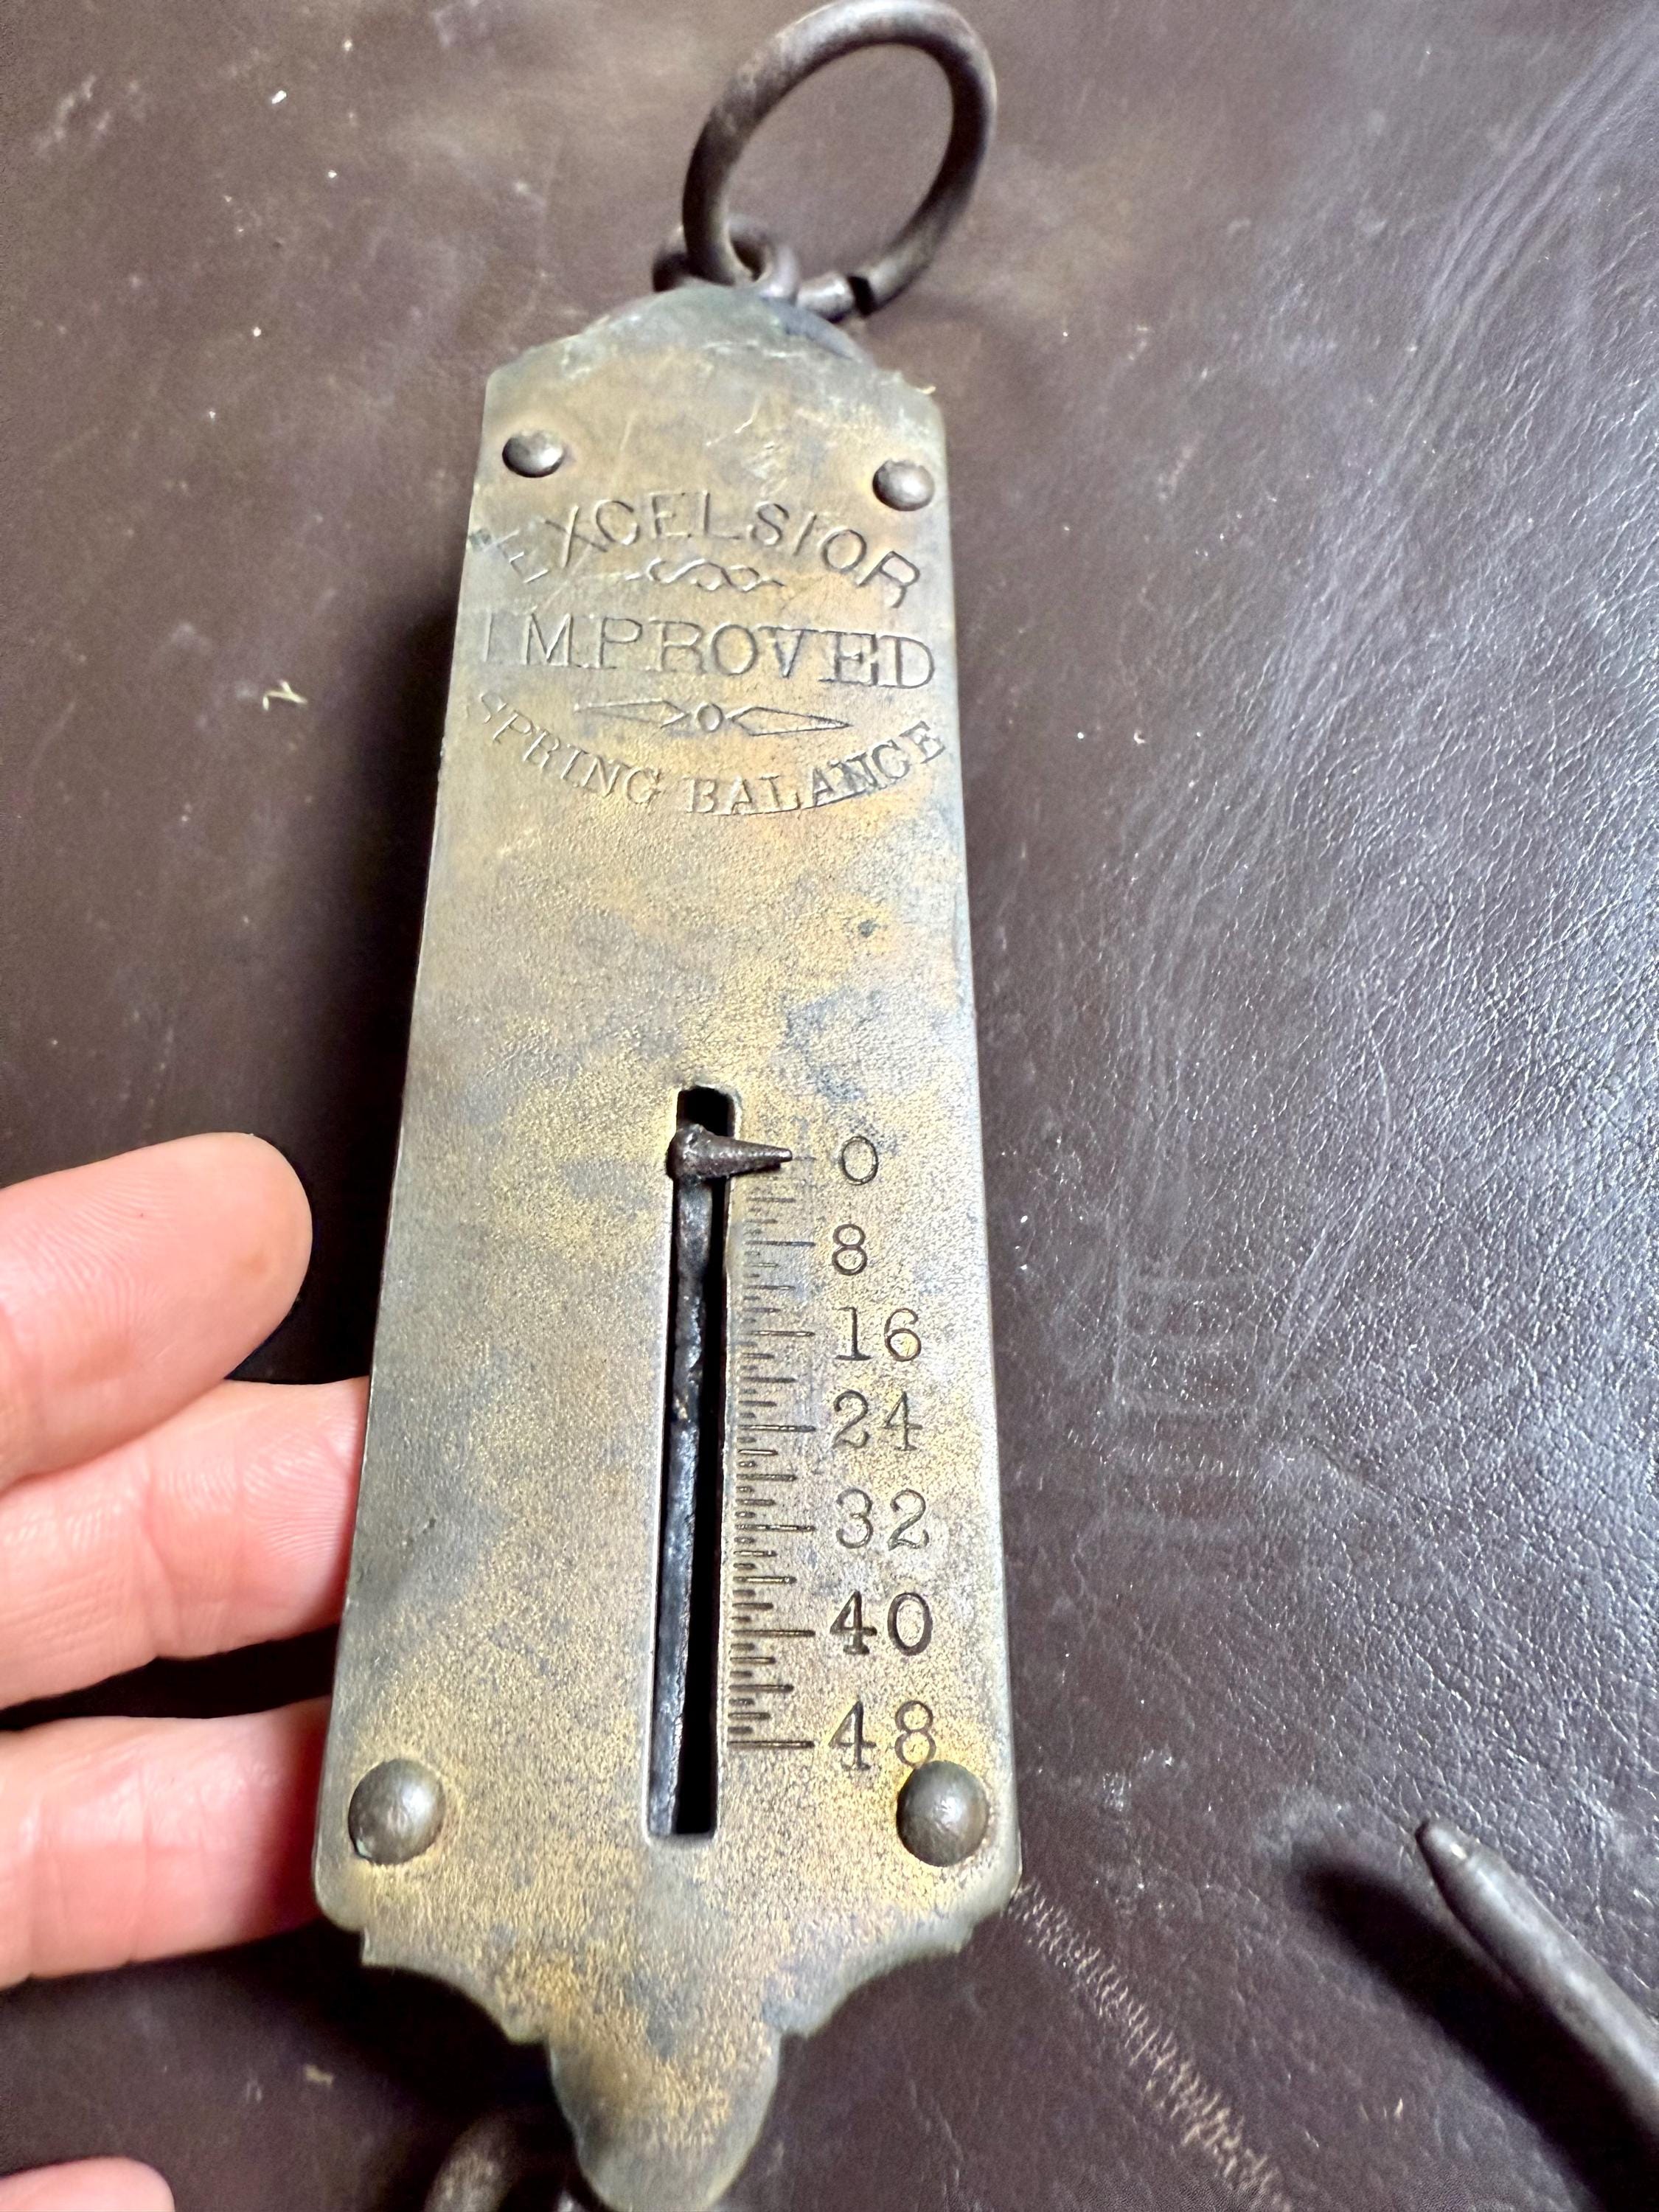 EXCELSIOR
IMPROVED
SPRING BALANCE
0
8
16
24
32
40
48